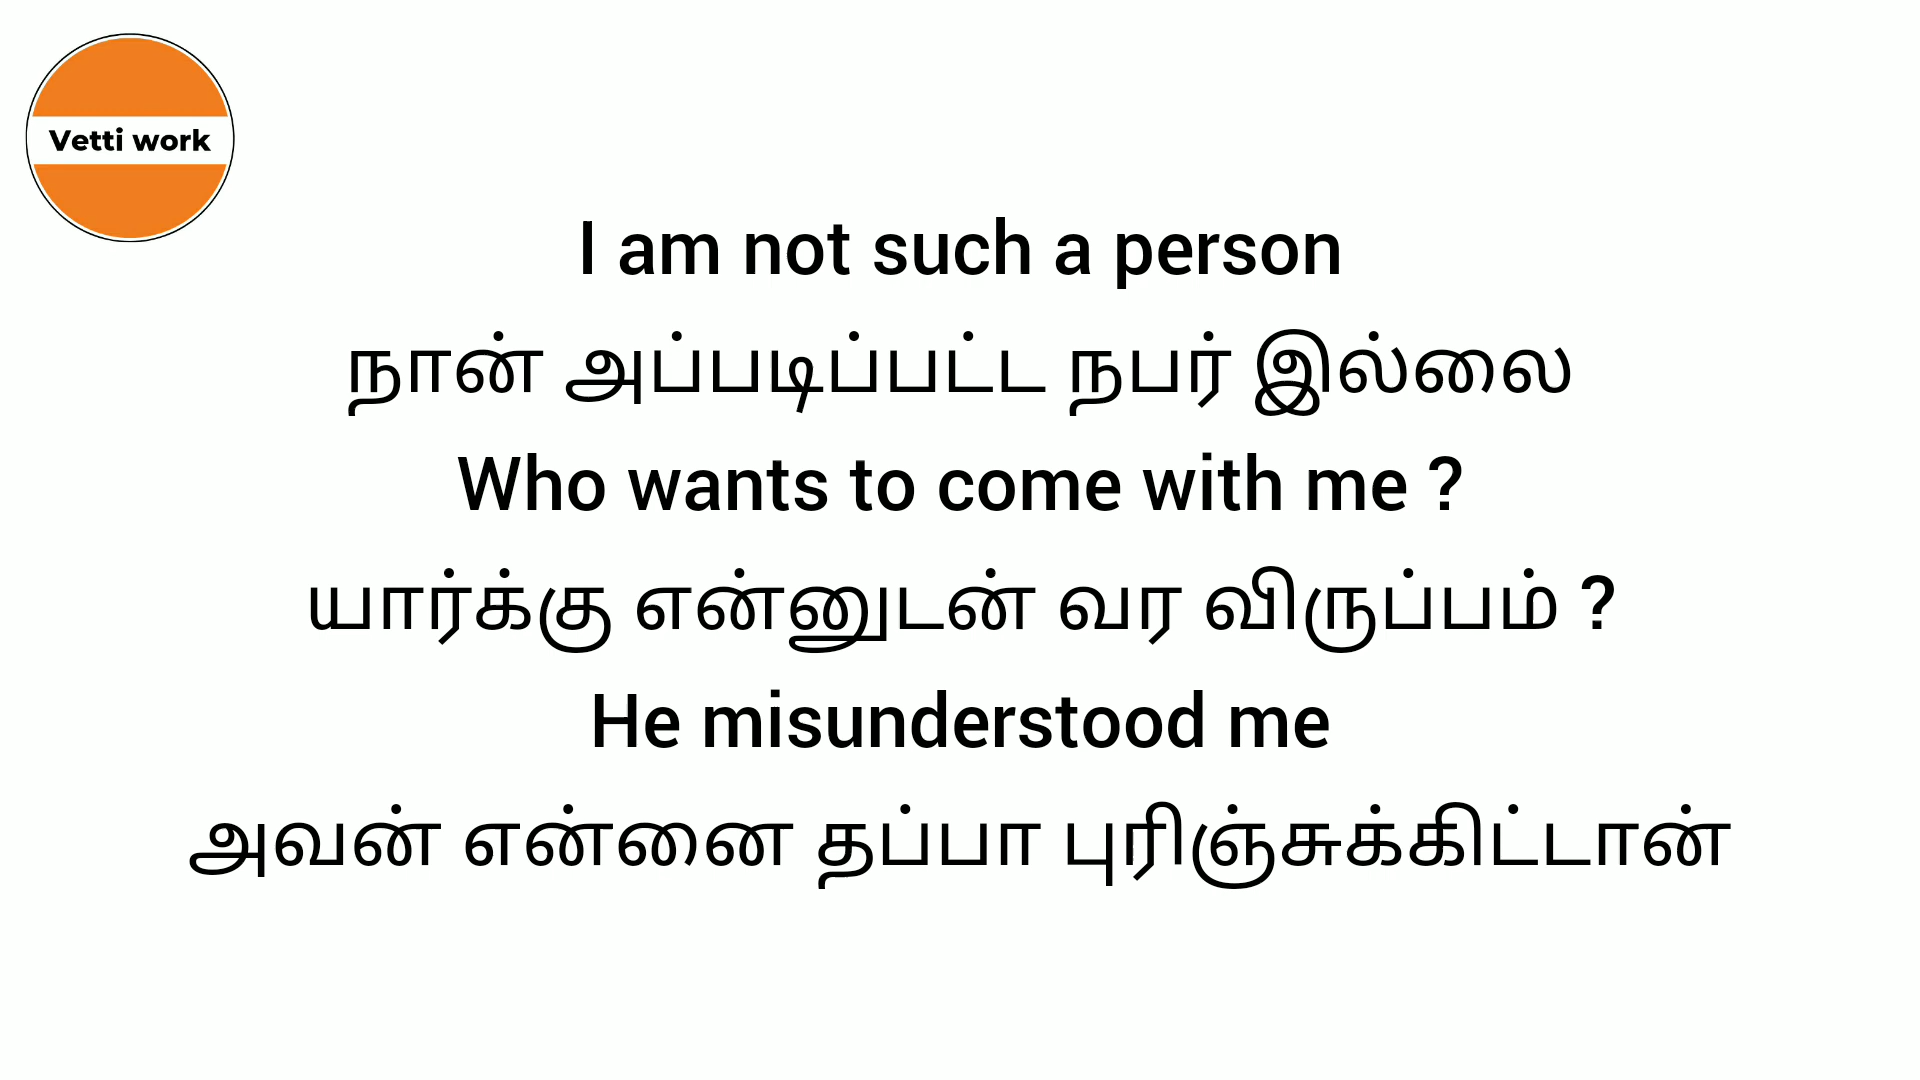 Vetti work
I am not such a person
நான் அப்படிப்பட்ட நபர் இல்லை
Who wants to come with me ?
யார்க்கு என்னுடன் வர விருப்பம் ?
He misunderstood me
அவன் என்னை தப்பா புரிஞ்சுக்கிட்டான்